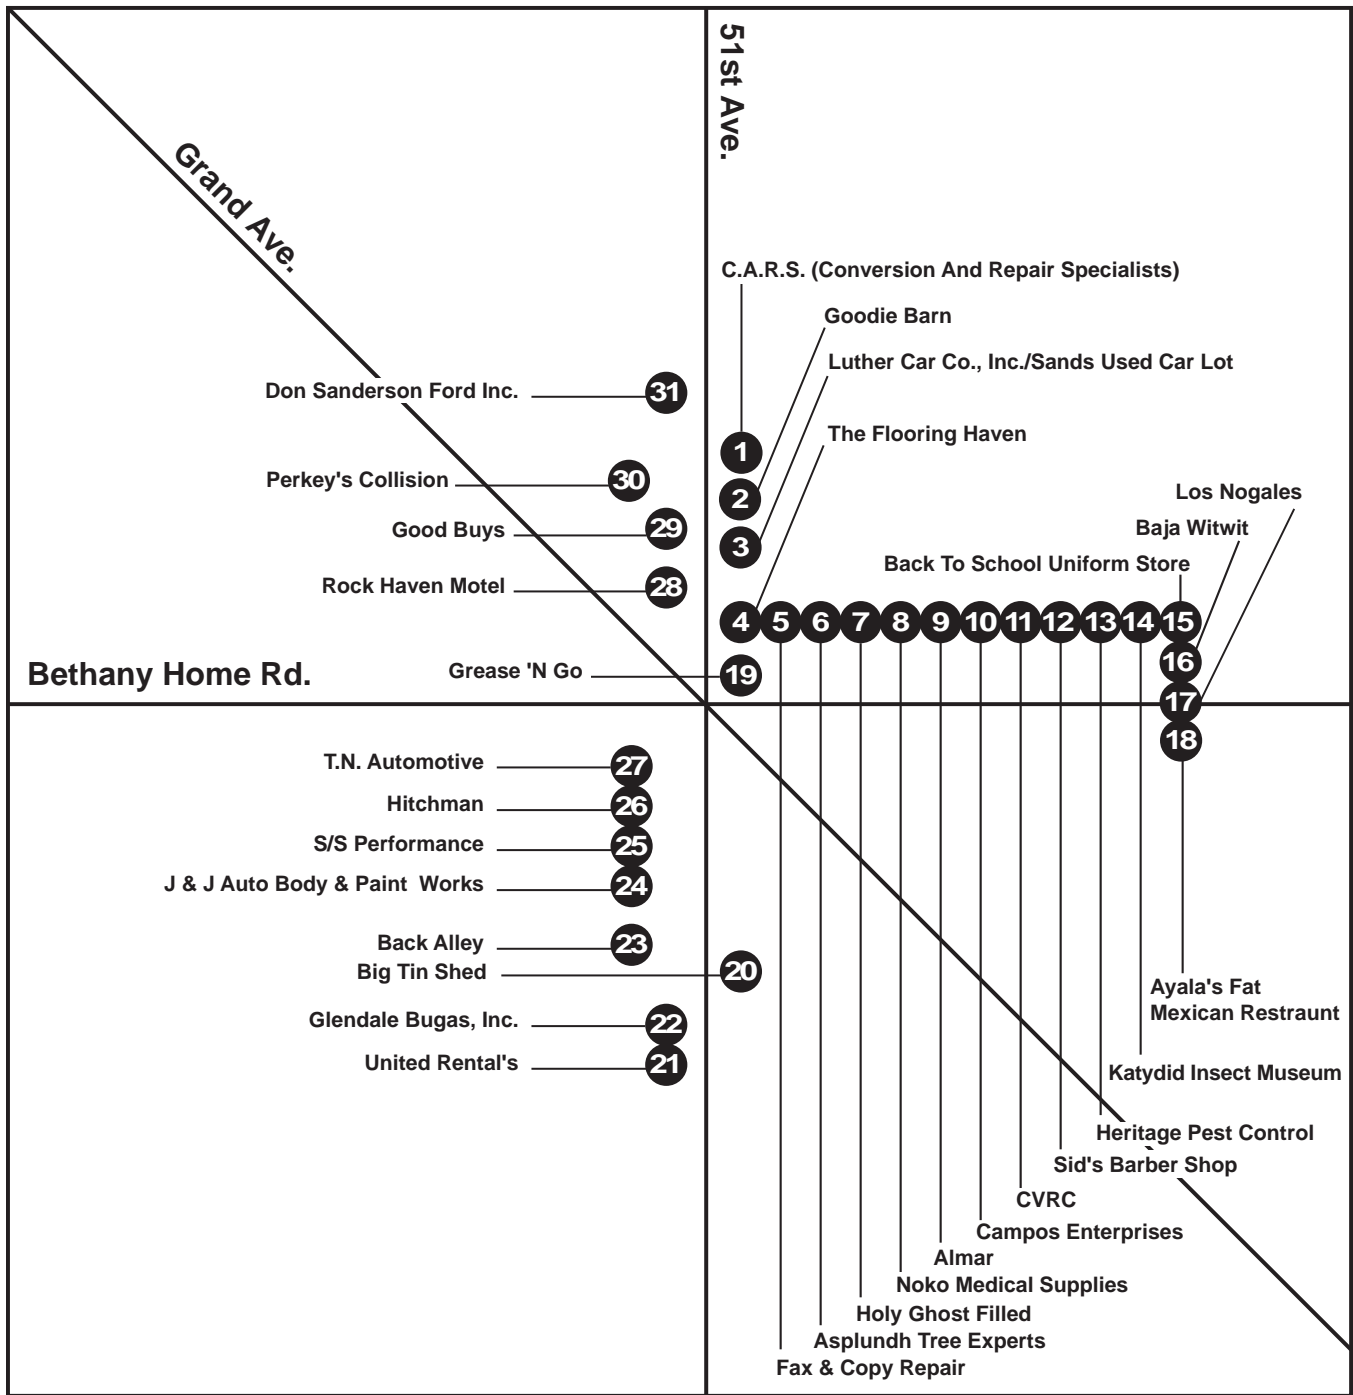 51st Ave.
Grand Ave.
C.A.R.S. (Conversion And Repair Specialists)
Goodie Barn
Luther Car Co., Inc./Sands Used Car Lot
Don Sanderson Ford Inc.
31
The Flooring Haven
1
Perkey's Collision
30
2
Los Nogales
Good Buys
29
Baja Witwit
3
Back To School Uniform Store
Rock Haven Motel
28
4 5 6 7 8 9 10 11 12 13 14 15
16
Bethany Home Rd.
Grease 'N Go
19
17
18
T.N. Automotive
27
Hitchman
26
S/S Performance
25
J & J Auto Body & Paint  Works
24
Back Alley
23
Big Tin Shed
20
Ayala's Fat
Mexican Restraunt
Glendale Bugas, Inc.
22
United Rental's
21
Katydid Insect Museum
Heritage Pest Control
Sid's Barber Shop
CVRC
Campos Enterprises
Almar
Noko Medical Supplies
Holy Ghost Filled
Asplundh Tree Experts
Fax & Copy Repair